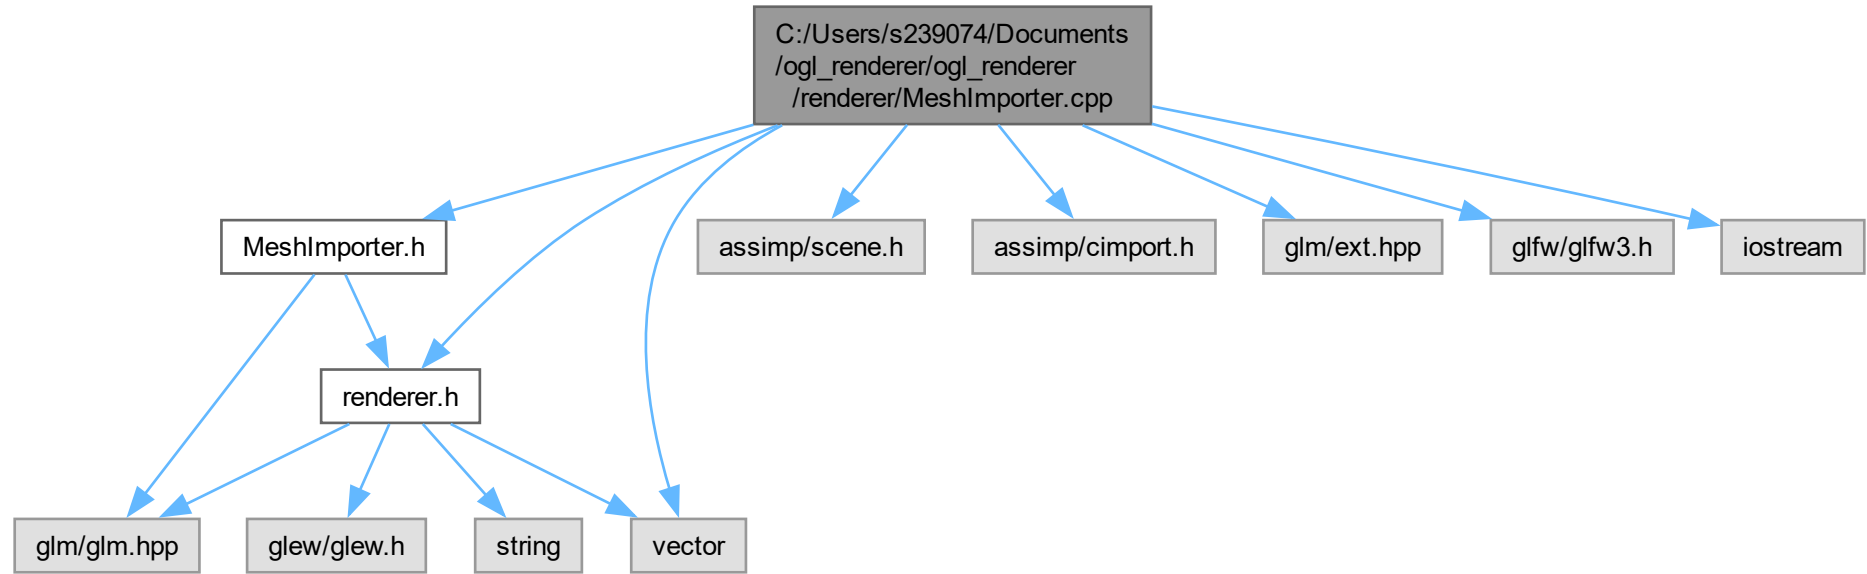 C:/Users/s239074/Documents
/ogl_renderer/ogl_renderer
/renderer/MeshImporter.cpp
MeshImporter.h
assimp/scene.h
assimp/cimport.h
glm/ext.hpp
glfw/glfw3.h
iostream
renderer.h
glm/glm.hpp
glew/glew.h
string
vector